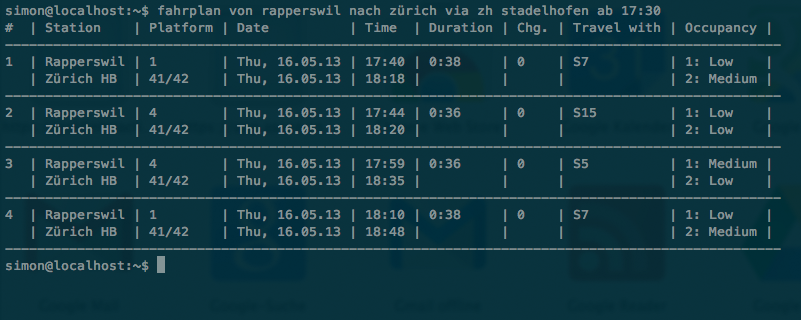 simon@localhost:~$ fahrplan von rapperswil nach zürich via zh stadelhofen ab 17:30
#  | Station    | Platform | Date            | Time  | Duration | Chg. | Travel with | Occupancy |
1  | Rapperswil | 1        | Thu, 16.05.13 | 17:40 | 0:38     | 0    | S7          | 1: Low    |
   | Zürich HB  | 41/42    | Thu, 16.05.13 | 18:18 |          |      |             | 2: Medium |
2  | Rapperswil | 4        | Thu, 16.05.13 | 17:44 | 0:36     | 0    | S15         | 1: Low    |
   | Zürich HB  | 41/42    | Thu, 16.05.13 | 18:20 |          |      |             | 2: Low    |
3  | Rapperswil | 4        | Thu, 16.05.13 | 17:59 | 0:36     | 0    | S5          | 1: Medium |
   | Zürich HB  | 41/42    | Thu, 16.05.13 | 18:35 |          |      |             | 2: Low    |
4  | Rapperswil | 1        | Thu, 16.05.13 | 18:10 | 0:38     | 0    | S7          | 1: Low    |
   | Zürich HB  | 41/42    | Thu, 16.05.13 | 18:48 |          |      |             | 2: Medium |
simon@localhost:~$